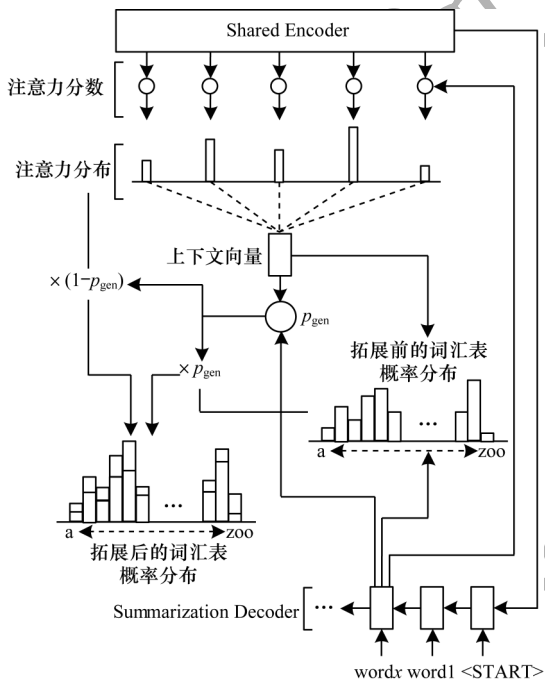 Shared Encoder
注意力分数
注意力分布
上下文向量
×(1−pgen)
pgen
×pgen
拓展前的词汇表
概率分布
...
a
zoo
...
a
zoo
拓展后的词汇表
概率分布
Summarization Decoder
...
wordx word1 <START>